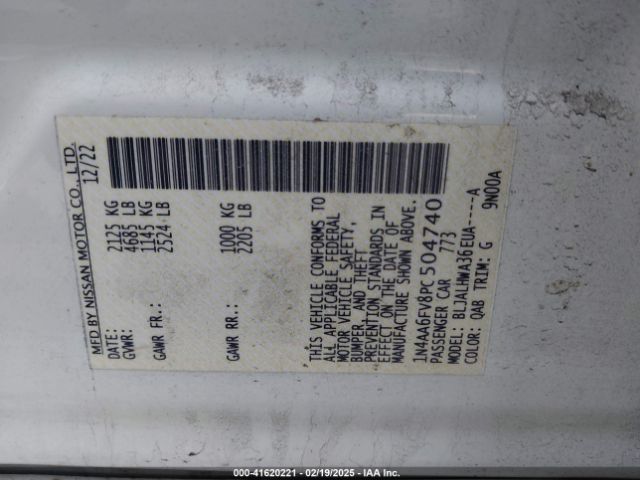 MFD BY NISSAN MOTOR CO., LTD.
DATE: 12/22
GVWR: 2125 KG
4685 LB
GAWR FR.: 1145 KG
2524 LB
GAWR RR.: 1000 KG
2205 LB
THIS VEHICLE CONFORMS TO
ALL APPLICABLE FEDERAL
MOTOR VEHICLE SAFETY,
BUMPER, AND THEFT
PREVENTION STANDARDS IN
EFFECT ON THE DATE OF
MANUFACTURE SHOWN ABOVE.
1N4AA6FV8PC504740
PASSENGER CAR 773
MODEL: BLJALHWA36EUA-----A
COLOR: QAB TRIM: G 9N00A
000-41620221 - 02/19/2025 - IAA Inc.